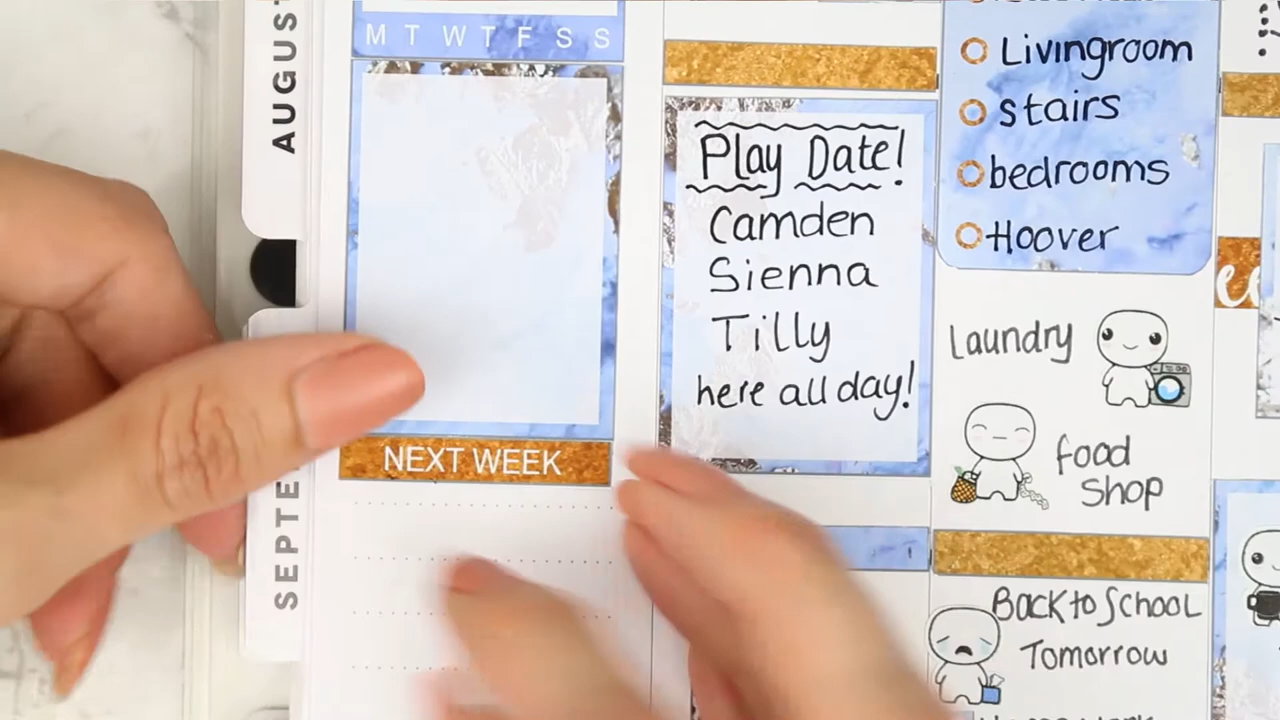 AUGUST
SEPTE
M T W T F S S
NEXT WEEK
Play Date!
Camden
Sienna
Tilly
here all day!
Livingroom
stairs
bedrooms
Hoover
Laundry
food
Shop
Back to School
Tomorrow